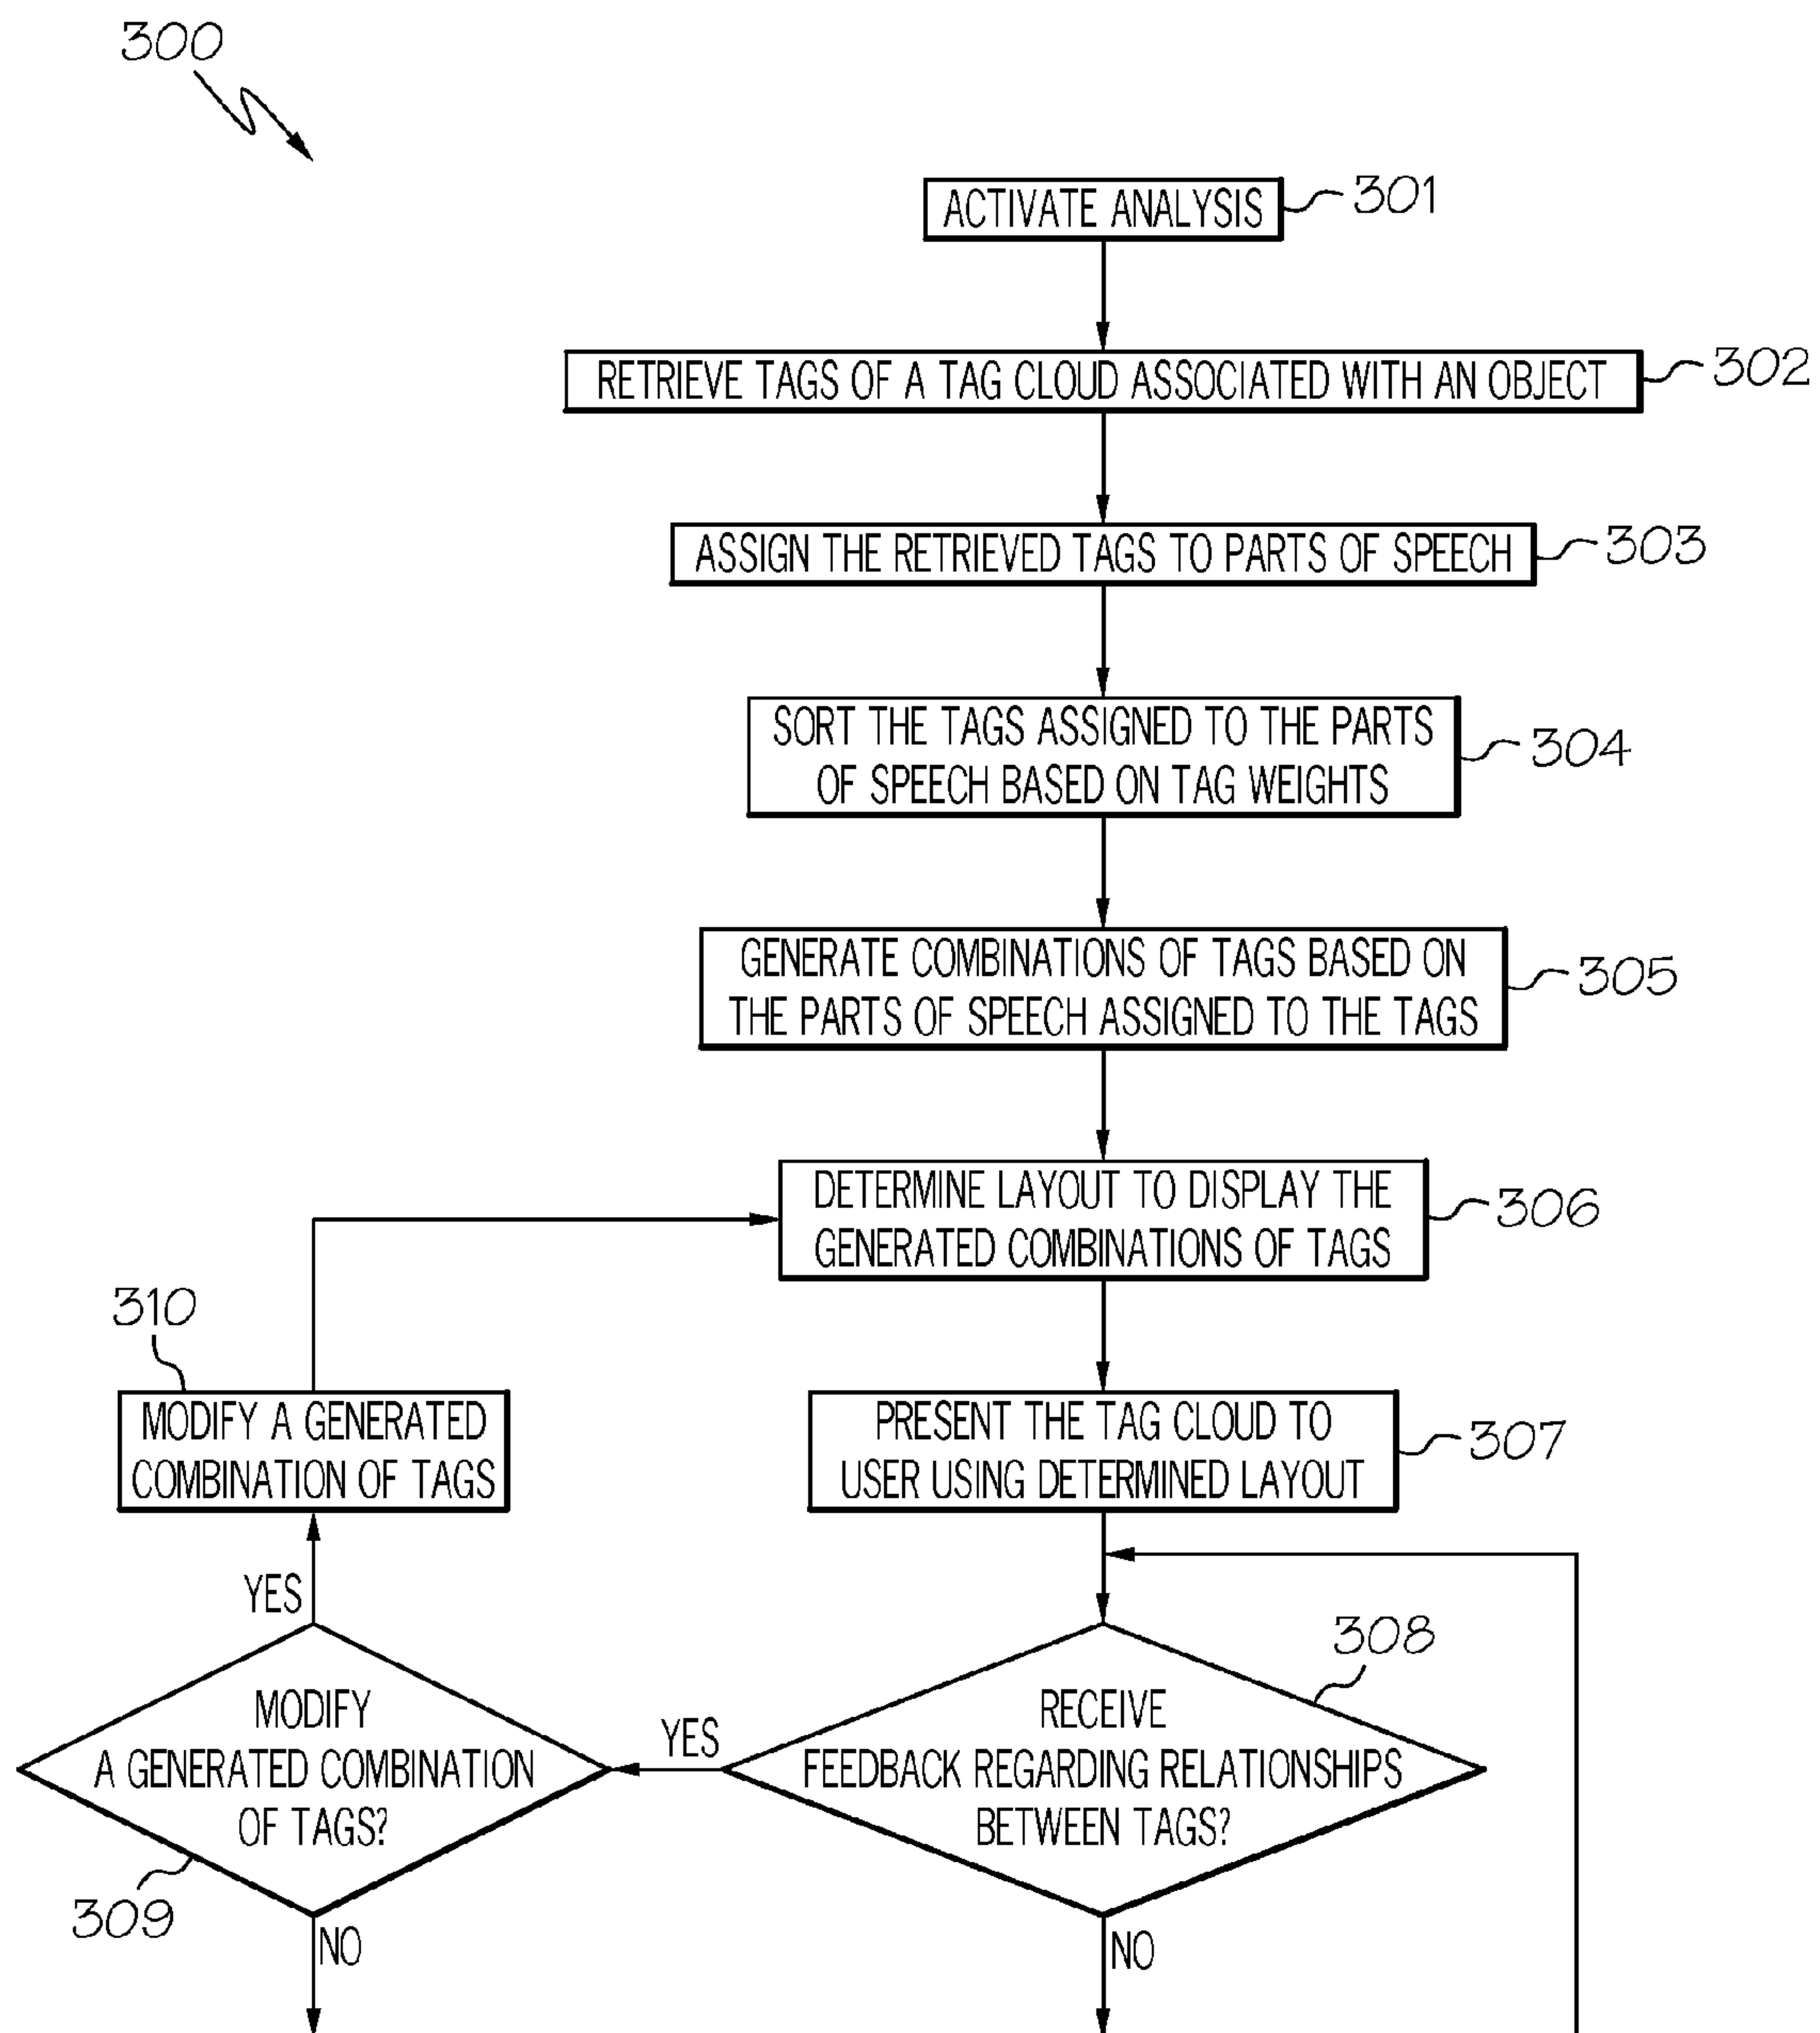 300
ACTIVATE ANALYSIS
301
RETRIEVE TAGS OF A TAG CLOUD ASSOCIATED WITH AN OBJECT
302
ASSIGN THE RETRIEVED TAGS TO PARTS OF SPEECH
303
SORT THE TAGS ASSIGNED TO THE PARTS
OF SPEECH BASED ON TAG WEIGHTS
304
GENERATE COMBINATIONS OF TAGS BASED ON
THE PARTS OF SPEECH ASSIGNED TO THE TAGS
305
DETERMINE LAYOUT TO DISPLAY THE
GENERATED COMBINATIONS OF TAGS
306
310
MODIFY A GENERATED
COMBINATION OF TAGS
PRESENT THE TAG CLOUD TO
USER USING DETERMINED LAYOUT
307
YES
308
RECEIVE
FEEDBACK REGARDING RELATIONSHIPS
BETWEEN TAGS?
YES
MODIFY
A GENERATED COMBINATION
OF TAGS?
309
NO
NO